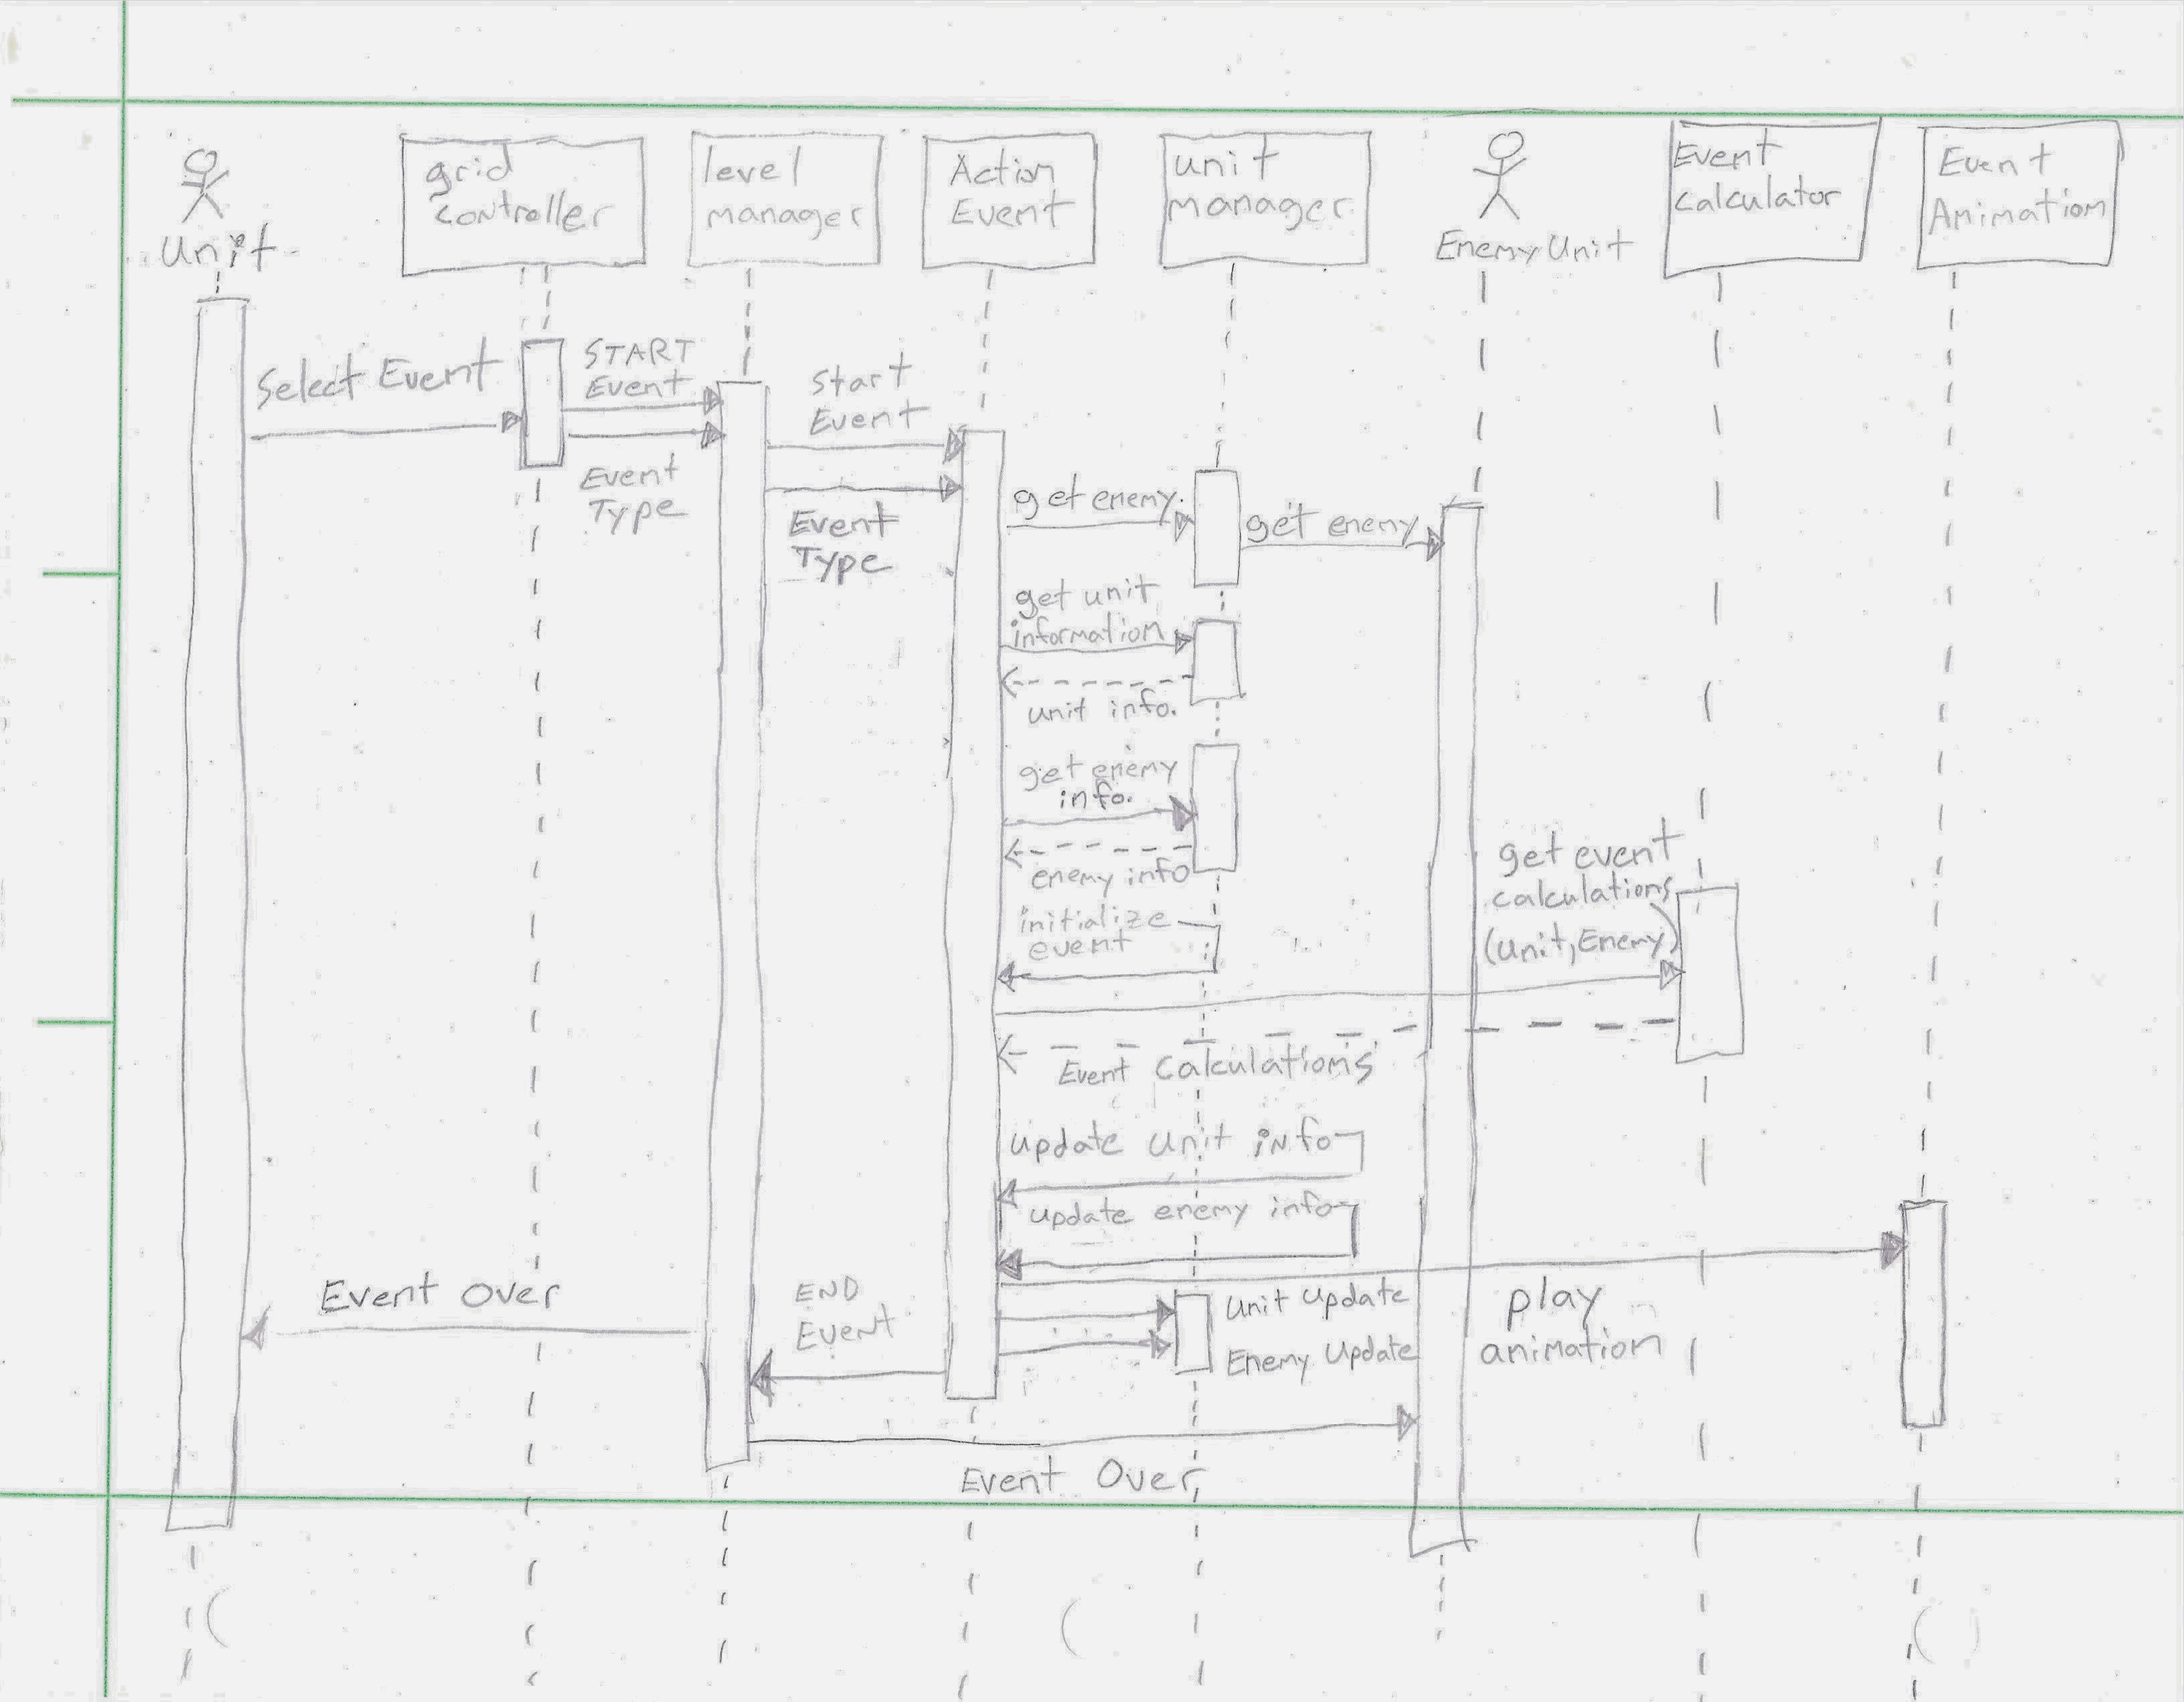 Unit
grid
controller
level
manager
Action
Event
unit
manager
Enemy Unit
Event
calculator
Event
Animation
Select Event
START
Event
Event
Type
Start
Event
Event
Type
get enemy
get enemy
get unit
information
unit info.
get enemy
info.
enemy info
initialize
event
get event
calculations
(Unit, Enemy)
Event Calculations
update unit info
update enemy info
play
animation
Unit Update
Enemy Update
END
Event
Event Over
Event Over